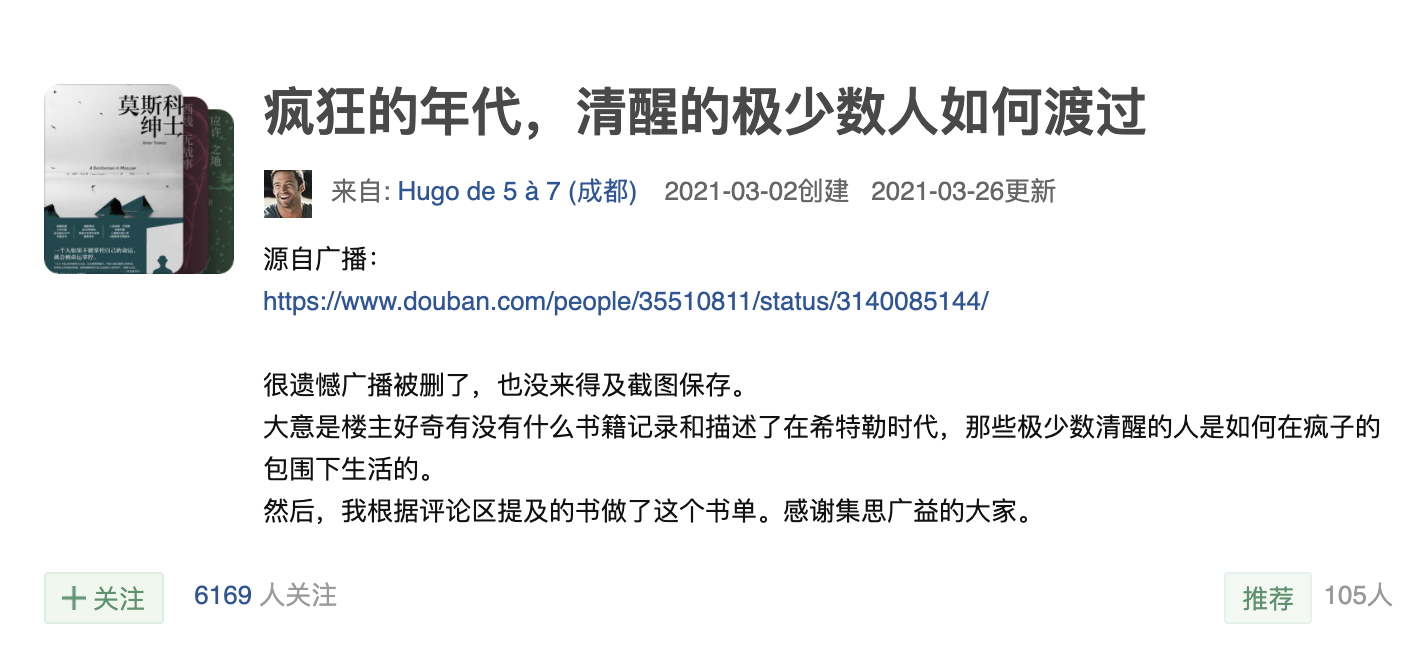 莫斯科
绅士
A Gentleman in Moscow
西线 无战事
应许之地
一个人如果不能掌控自己的命运，
就会被命运掌控。
疯狂的年代，清醒的极少数人如何渡过
来自: Hugo de 5 à 7 (成都) 2021-03-02创建 2021-03-26更新
源自广播：
https://www.douban.com/people/35510811/status/3140085144/
很遗憾广播被删了，也没来得及截图保存。
大意是楼主好奇有没有什么书籍记录和描述了在希特勒时代，那些极少数清醒的人是如何在疯子的
包围下生活的。
然后，我根据评论区提及的书做了这个书单。感谢集思广益的大家。
＋关注 6169 人关注 推荐 105人